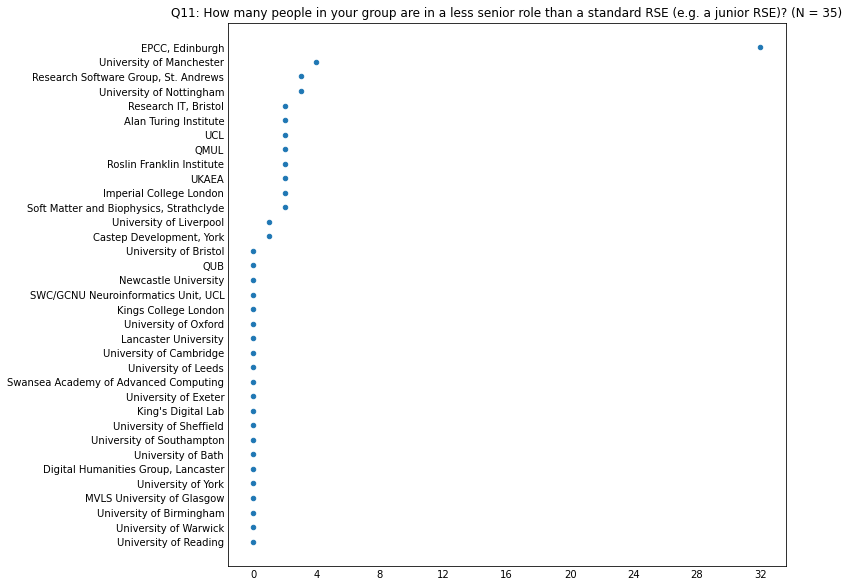 Q11: How many people in your group are in a less senior role than a standard RSE (e.g. a junior RSE)? (N = 35)
EPCC, Edinburgh
University of Manchester
Research Software Group, St. Andrews
University of Nottingham
Research IT, Bristol
Alan Turing Institute
UCL
QMUL
Roslin Franklin Institute
UKAEA
Imperial College London
Soft Matter and Biophysics, Strathclyde
University of Liverpool
Castep Development, York
University of Bristol
QUB
Newcastle University
SWC/GCNU Neuroinformatics Unit, UCL
Kings College London
University of Oxford
Lancaster University
University of Cambridge
University of Leeds
Swansea Academy of Advanced Computing
University of Exeter
King's Digital Lab
University of Sheffield
University of Southampton
University of Bath
Digital Humanities Group, Lancaster
University of York
MVLS University of Glasgow
University of Birmingham
University of Warwick
University of Reading
0 4 8 12 16 20 24 28 32